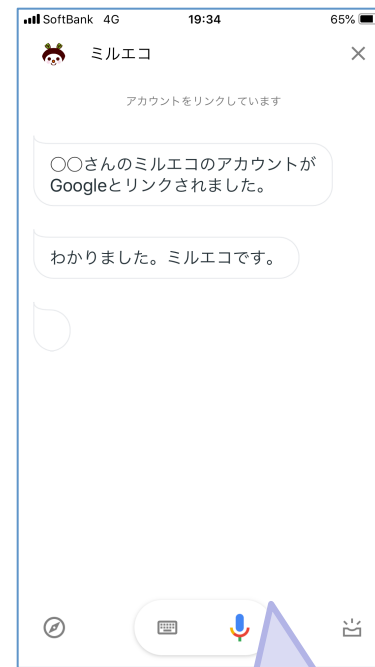 SoftBank 4G 19:34 65%
ミルエコ
アカウントをリンクしています
〇〇さんのミルエコのアカウントが
Googleとリンクされました。
わかりました。ミルエコです。